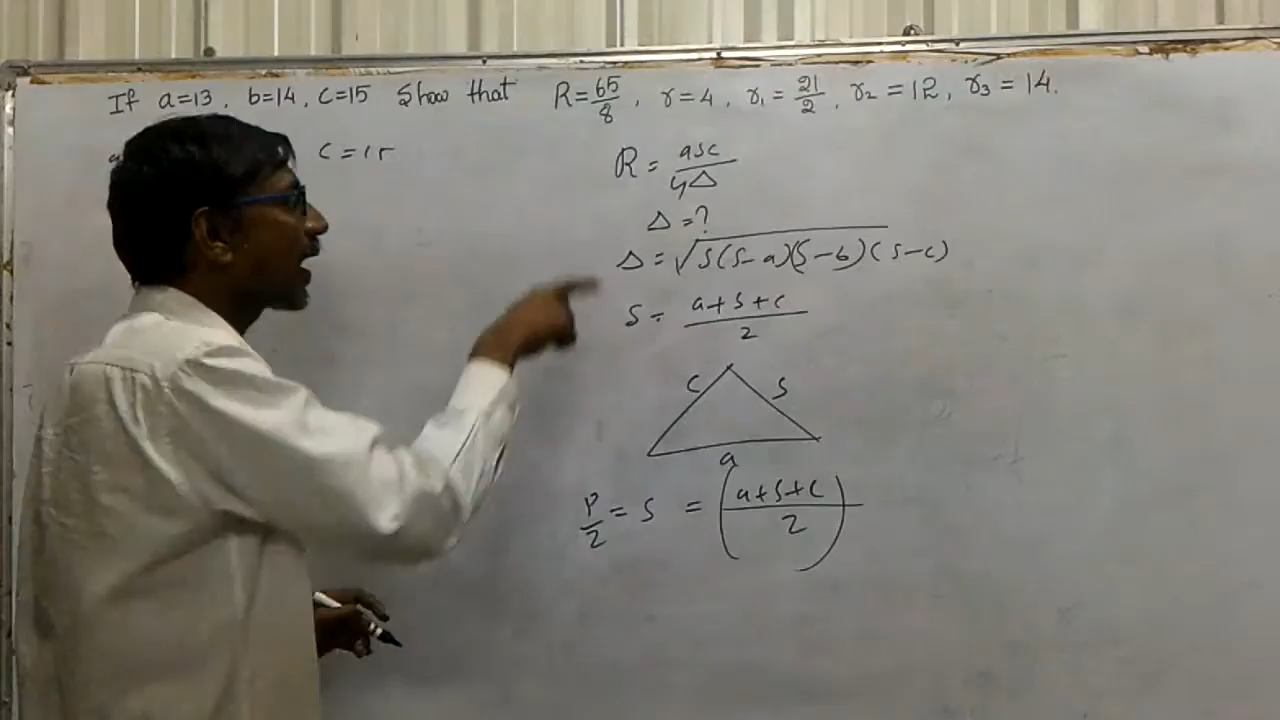 If a=13, b=14, c=15 Show that R=65/8, r=4, r₁=21/2, r₂=12, r₃=14.
a c=15
R = abc/4Δ
Δ=?
Δ=√s(s-a)(s-b)(s-c)
s= a+b+c/2
c b
a
P/2 = s = (a+b+c/2)